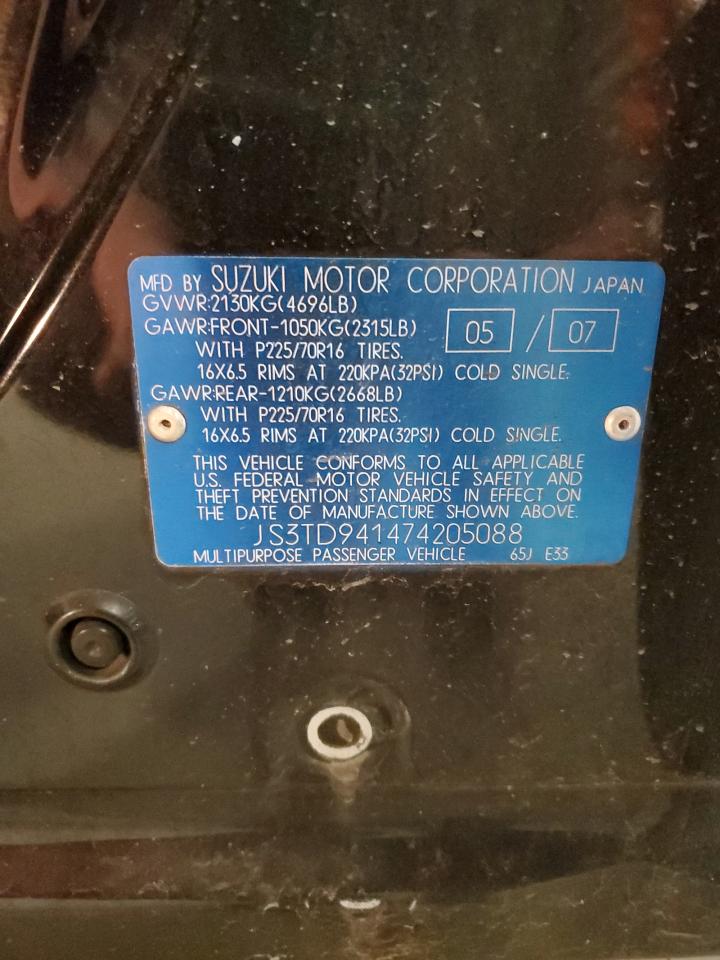 MFD BY SUZUKI MOTOR CORPORATION JAPAN
GVWR:2130KG(4696LB)
GAWR:FRONT-1050KG(2315LB) 05 / 07
WITH P225/70R16 TIRES.
16X6.5 RIMS AT 220KPA(32PSI) COLD SINGLE.
GAWR:REAR-1210KG(2668LB)
WITH P225/70R16 TIRES.
16X6.5 RIMS AT 220KPA(32PSI) COLD SINGLE.
THIS VEHICLE CONFORMS TO ALL APPLICABLE
U.S. FEDERAL MOTOR VEHICLE SAFETY AND
THEFT PREVENTION STANDARDS IN EFFECT ON
THE DATE OF MANUFACTURE SHOWN ABOVE.
JS3TD941474205088
MULTIPURPOSE PASSENGER VEHICLE 65J E33